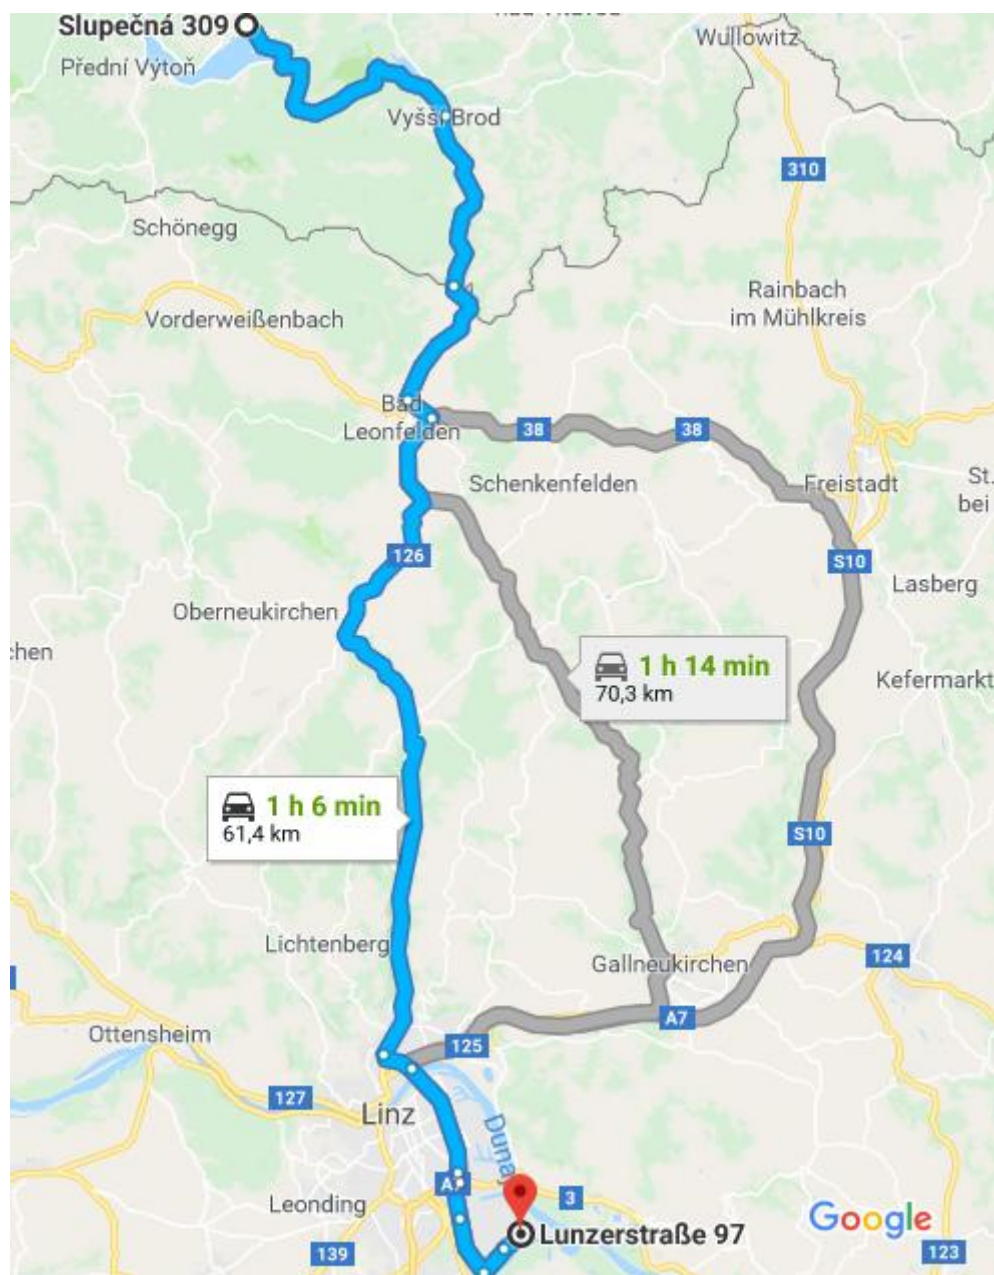 Slupečná 309
Wullowitz
Přední Výtoň
Vyšší Brod
310
Schönegg
Rainbach
im Mühlkreis
Vorderweißenbach
Bad
Leonfelden
38
38
Schenkenfelden
Freistadt
St.
bei
126
S10
Lasberg
Oberneukirchen
chen
1 h 14 min
70,3 km
Kefermarkt
1 h 6 min
61,4 km
S10
Lichtenberg
Gallneukirchen
124
A7
Ottensheim
125
127
Linz
Dunaj
A7
3
Leonding
Google
Lunzerstraße 97
139
123